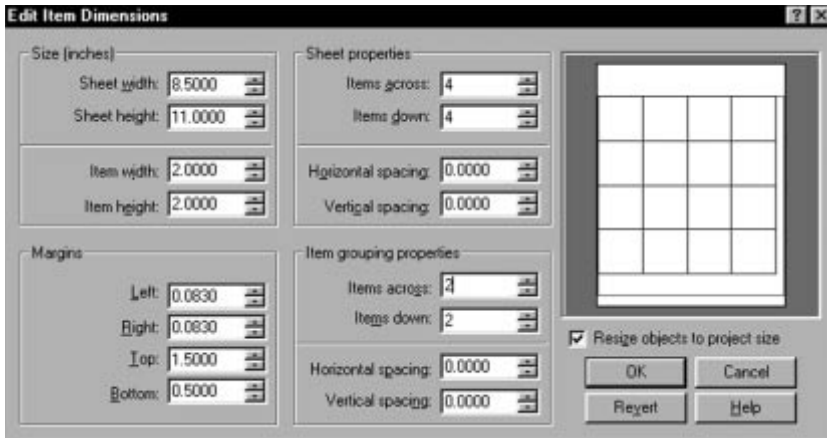 Edit Item Dimensions
Size (inches)
Sheet width: 8.5000
Sheet height: 11.0000
Item width: 2.0000
Item height: 2.0000
Margins
Left: 0.0830
Right: 0.0830
Top: 1.5000
Bottom: 0.5000
Sheet properties
Items across: 4
Items down: 4
Horizontal spacing: 0.0000
Vertical spacing: 0.0000
Item grouping properties
Items across: 2
Items down: 2
Horizontal spacing: 0.0000
Vertical spacing: 0.0000
Resize objects to project size
OK Cancel
Revert Help